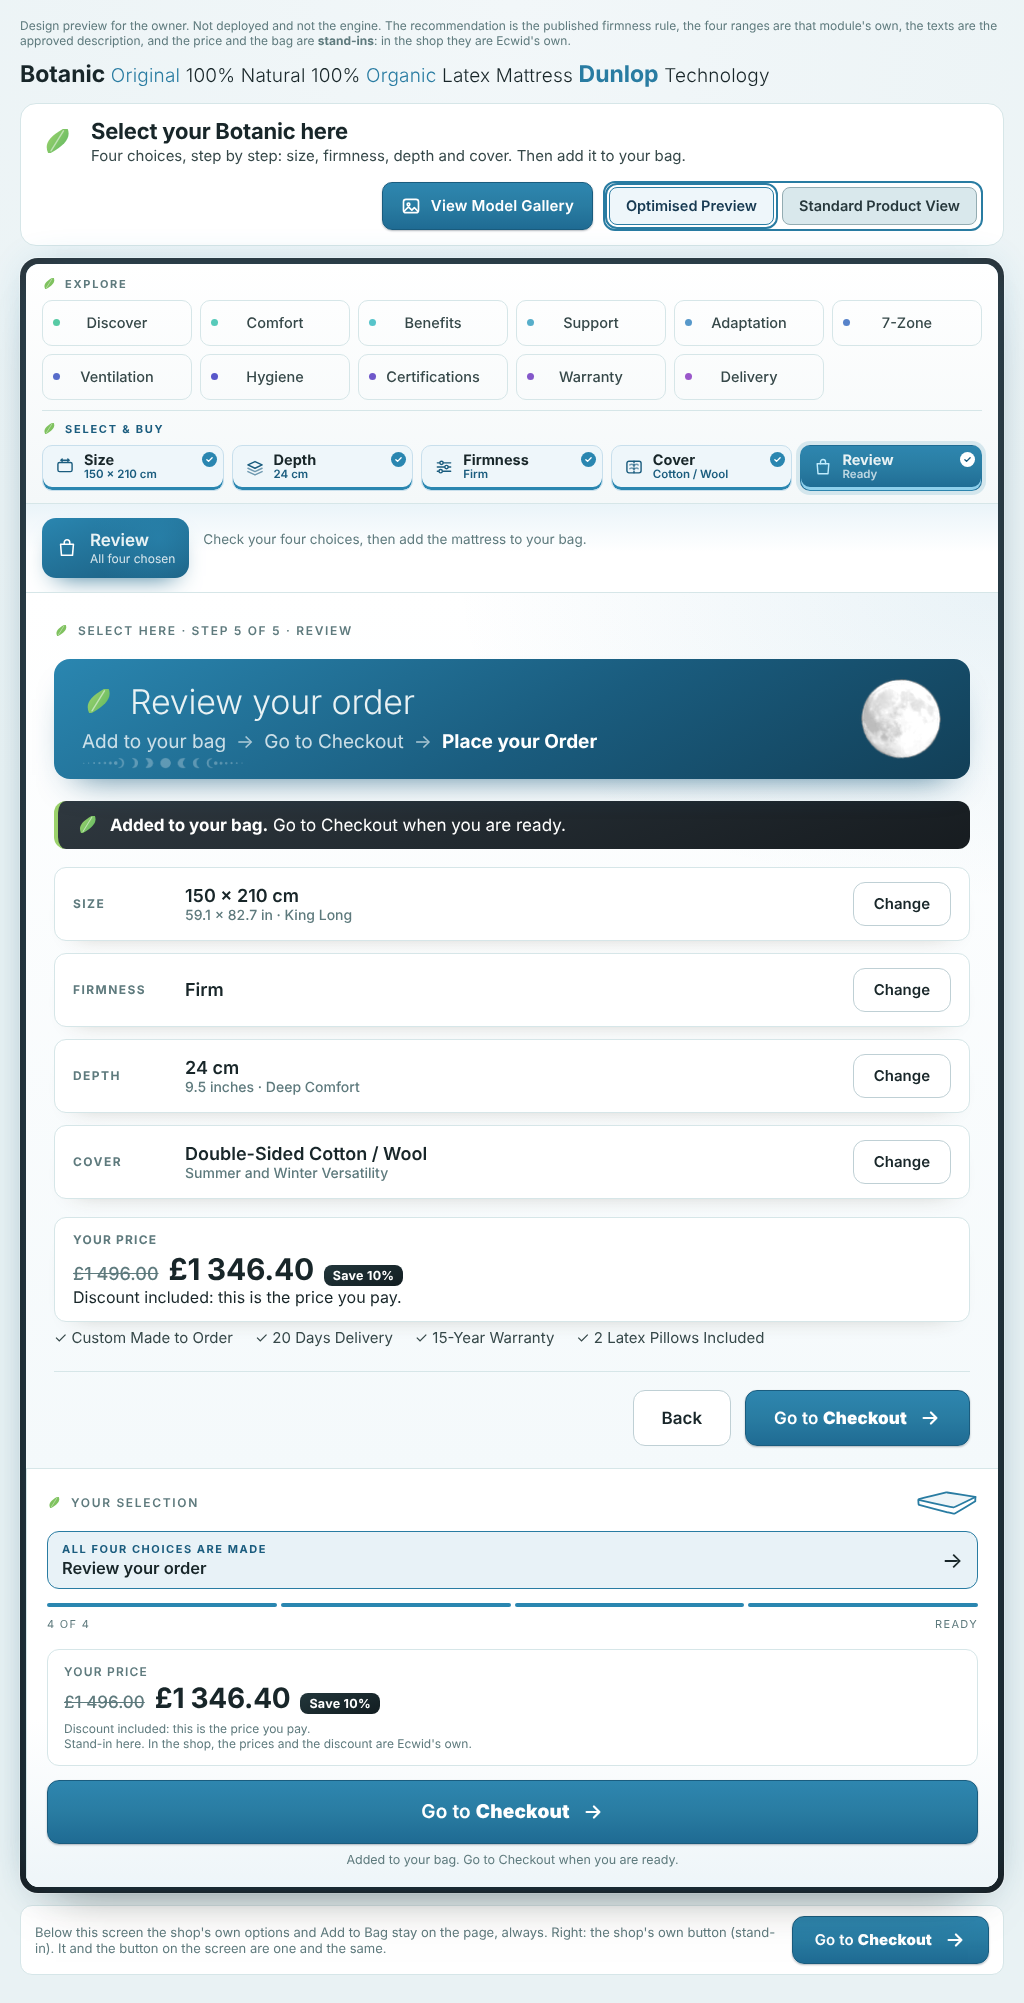 Design preview for the owner. Not deployed and not the engine. The recommendation is the published firmness rule, the four ranges are that module's own, the texts are the
approved description, and the price and the bag are stand-ins: in the shop they are Ecwid's own.
Botanic Original 100% Natural 100% Organic Latex Mattress Dunlop Technology
Select your Botanic here
Four choices, step by step: size, firmness, depth and cover. Then add it to your bag.
View Model Gallery
Optimised Preview
Standard Product View
EXPLORE
Discover
Comfort
Benefits
Support
Adaptation
7-Zone
Ventilation
Hygiene
Certifications
Warranty
Delivery
SELECT & BUY
Size
150 × 210 cm
Depth
24 cm
Firmness
Firm
Cover
Cotton / Wool
Review
Ready
Review
All four chosen
Check your four choices, then add the mattress to your bag.
SELECT HERE · STEP 5 OF 5 · REVIEW
Review your order
Add to your bag → Go to Checkout → Place your Order
Added to your bag. Go to Checkout when you are ready.
SIZE
150 × 210 cm
59.1 × 82.7 in · King Long
Change
FIRMNESS
Firm
Change
DEPTH
24 cm
9.5 inches · Deep Comfort
Change
COVER
Double-Sided Cotton / Wool
Summer and Winter Versatility
Change
YOUR PRICE
£1 496.00 £1 346.40 Save 10%
Discount included: this is the price you pay.
✓ Custom Made to Order ✓ 20 Days Delivery ✓ 15-Year Warranty ✓ 2 Latex Pillows Included
Back
Go to Checkout →
YOUR SELECTION
ALL FOUR CHOICES ARE MADE
Review your order →
4 OF 4
READY
YOUR PRICE
£1 496.00 £1 346.40 Save 10%
Discount included: this is the price you pay.
Stand-in here. In the shop, the prices and the discount are Ecwid's own.
Go to Checkout →
Added to your bag. Go to Checkout when you are ready.
Below this screen the shop's own options and Add to Bag stay on the page, always. Right: the shop's own button (stand-
in). It and the button on the screen are one and the same.
Go to Checkout →